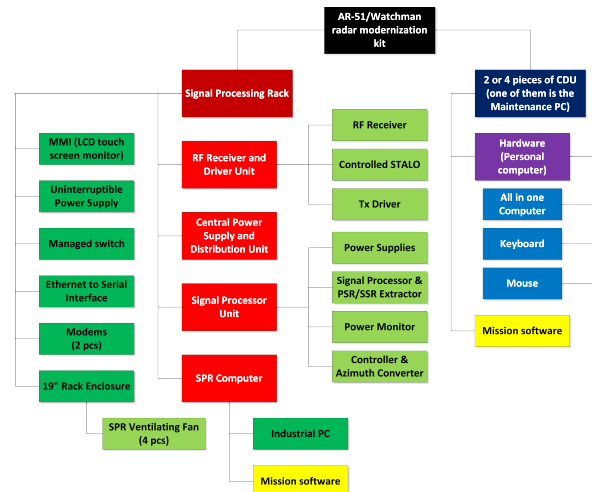 AR-51/Watchman
radar modernization
kit
Signal Processing Rack
2 or 4 pieces of CDU
(one of them is the
Maintenance PC)
MMI (LCD touch
screen monitor)
Uninterruptible
Power Supply
Managed switch
Ethernet to Serial
Interface
Modems
(2 pcs)
19" Rack Enclosure
SPR Ventilating Fan
(4 pcs)
RF Receiver and
Driver Unit
Central Power
Supply and
Distribution Unit
Signal Processor
Unit
SPR Computer
Industrial PC
Mission software
RF Receiver
Controlled STALO
Tx Driver
Power Supplies
Signal Processor &
PSR/SSR Extractor
Power Monitor
Controller &
Azimuth Converter
Hardware
(Personal
computer)
All in one
Computer
Keyboard
Mouse
Mission software